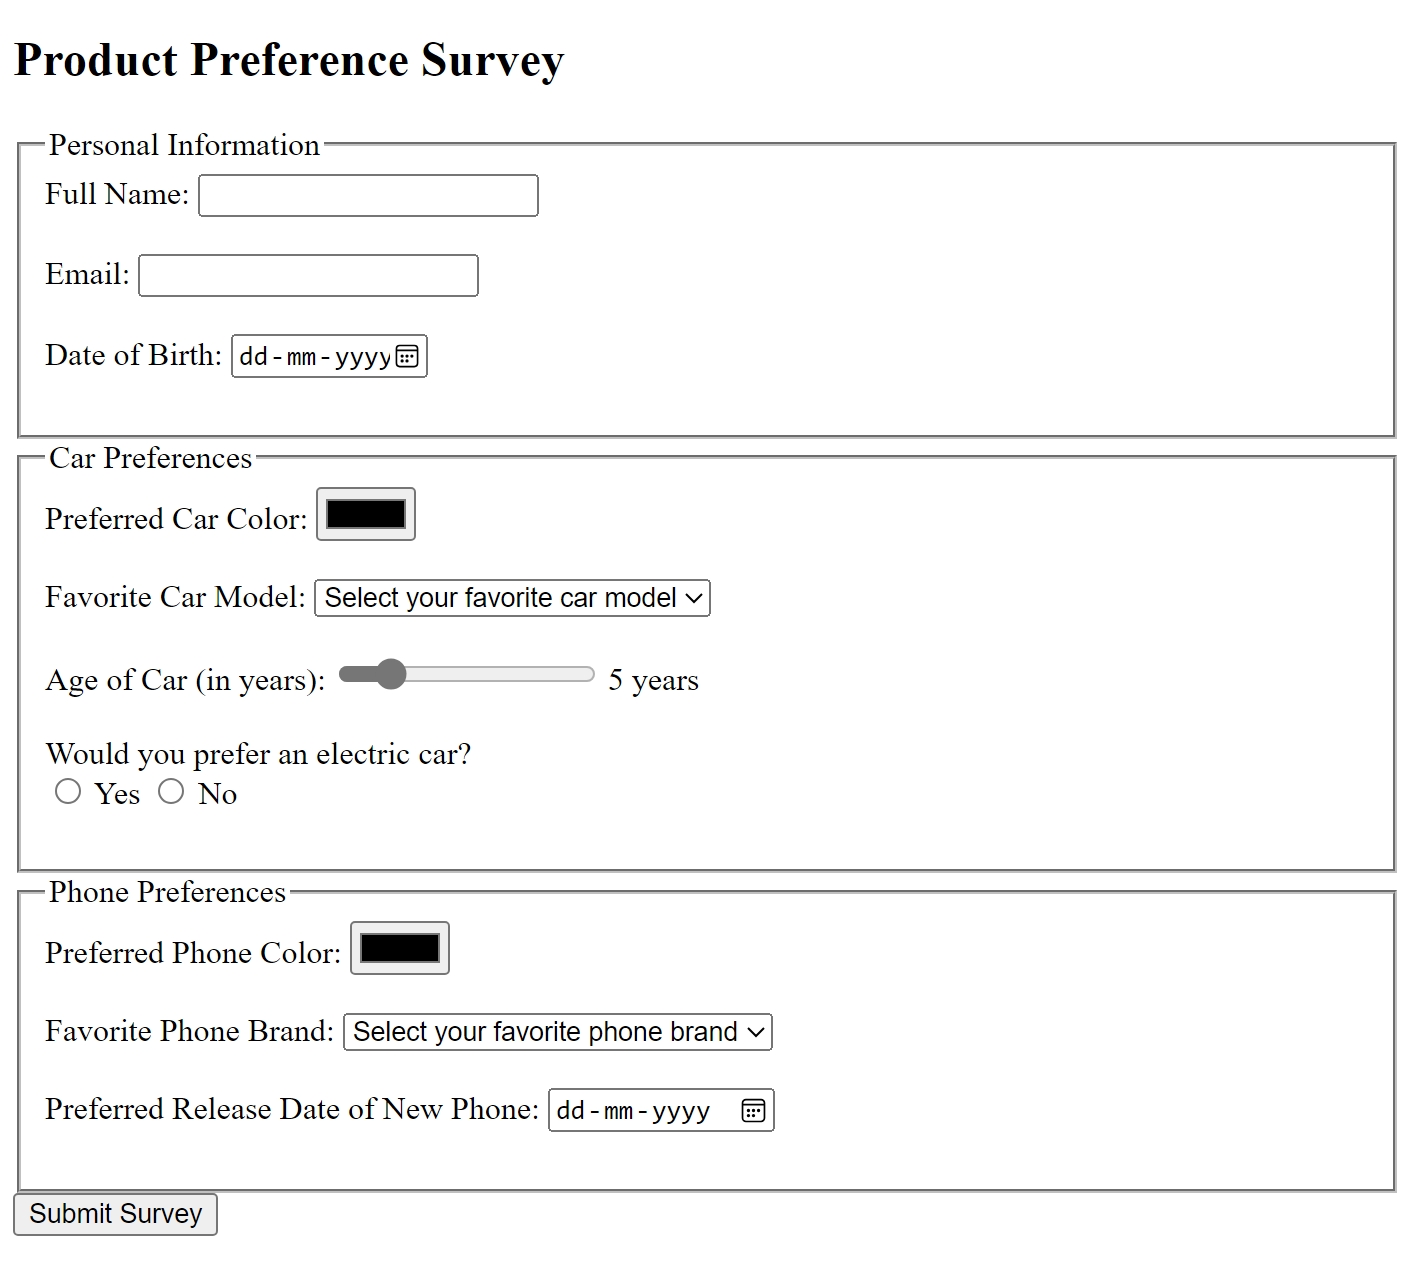 Product Preference Survey
Personal Information
Full Name:
Email:
Date of Birth: dd-mm-yyyy
Car Preferences
Preferred Car Color:
Favorite Car Model: Select your favorite car model
Age of Car (in years): 5 years
Would you prefer an electric car?
Yes No
Phone Preferences
Preferred Phone Color:
Favorite Phone Brand: Select your favorite phone brand
Preferred Release Date of New Phone: dd-mm-yyyy
Submit Survey